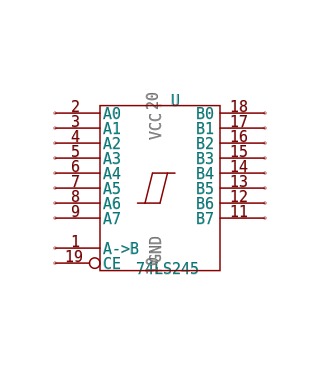 U
20
VCC
2 A0 B0 18
3 A1 B1 17
4 A2 B2 16
5 A3 B3 15
6 A4 B4 14
7 A5 B5 13
8 A6 B6 12
9 A7 B7 11
GND
1 A->B
19 CE
74LS245